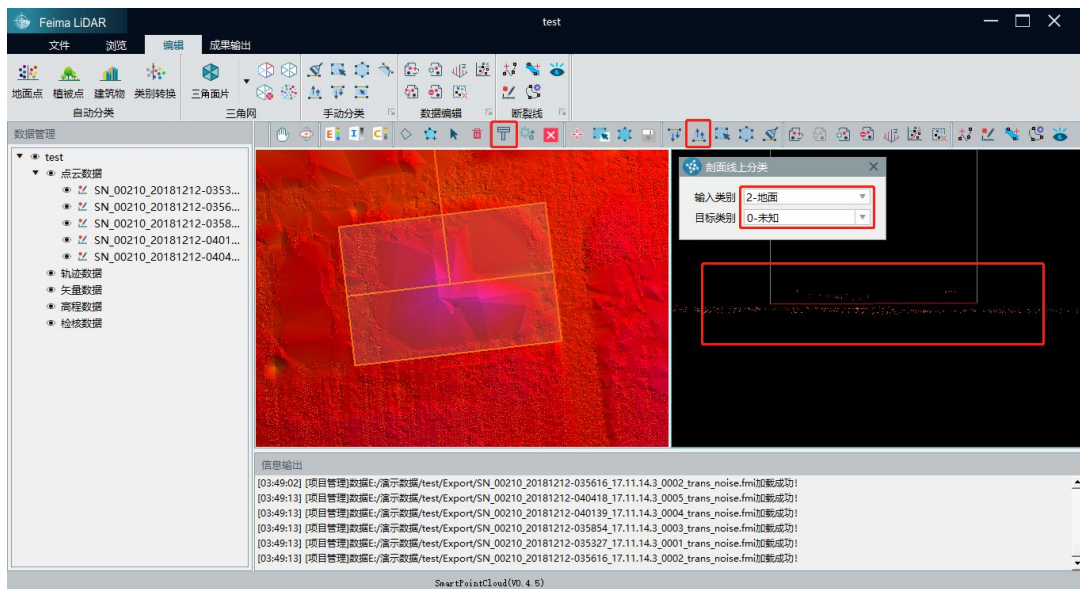 Feima LiDAR
test
文件 浏览 编辑 成果输出
地面点 植被点 建筑物 类别转换 三角面片
自动分类 三角网 手动分类 数据编辑 断裂线
数据管理
test
点云数据
SN_00210_20181212-0353...
SN_00210_20181212-0356...
SN_00210_20181212-0358...
SN_00210_20181212-0401...
SN_00210_20181212-0404...
轨迹数据
矢量数据
高程数据
检核数据
E I C
剖面线上分类
输入类别 2-地面
目标类别 0-未知
信息输出
[03:49:02] [项目管理]数据E:/演示数据/test/Export/SN_00210_20181212-035616_17.11.14.3_0002_trans_noise.fmi加载成功!
[03:49:13] [项目管理]数据E:/演示数据/test/Export/SN_00210_20181212-040418_17.11.14.3_0005_trans_noise.fmi加载成功!
[03:49:13] [项目管理]数据E:/演示数据/test/Export/SN_00210_20181212-040139_17.11.14.3_0004_trans_noise.fmi加载成功!
[03:49:13] [项目管理]数据E:/演示数据/test/Export/SN_00210_20181212-035854_17.11.14.3_0003_trans_noise.fmi加载成功!
[03:49:13] [项目管理]数据E:/演示数据/test/Export/SN_00210_20181212-035327_17.11.14.3_0001_trans_noise.fmi加载成功!
[03:49:13] [项目管理]数据E:/演示数据/test/Export/SN_00210_20181212-035616_17.11.14.3_0002_trans_noise.fmi加载成功!
SmartPointCloud(V0.4.5)